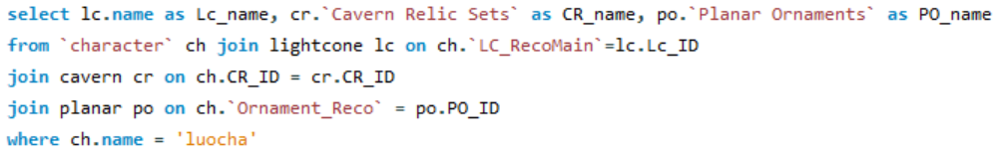 select lc.name as Lc_name, cr.`Cavern Relic Sets` as CR_name, po.`Planar Ornaments` as PO_name
from `character` ch join lightcone lc on ch.`LC_RecoMain`=lc.Lc_ID
join cavern cr on ch.CR_ID = cr.CR_ID
join planar po on ch.`Ornament_Reco` = po.PO_ID
where ch.name = 'luocha'